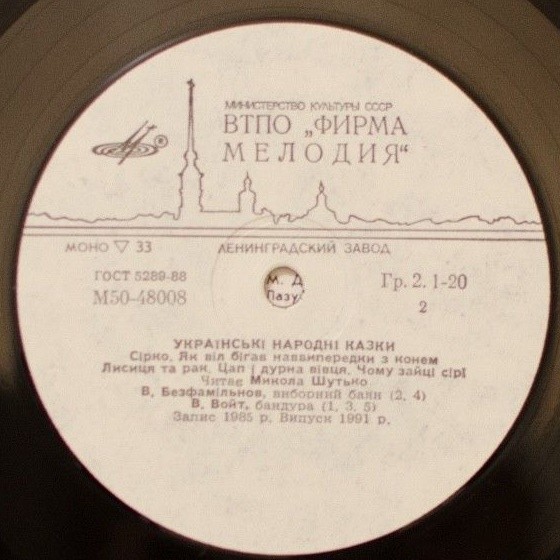 МИНИСТЕРСТВО КУЛЬТУРЫ СССР
ВТПО „ФИРМА
МЕЛОДИЯ“
®
МОНО ▽ 33
ЛЕНИНГРАДСКИЙ ЗАВОД
ГОСТ 5289-88
М50-48008
М. Д
Пазу
Гр. 2. 1-20
2
УКРАЇНСЬКІ НАРОДНІ КАЗКИ
Сірко. Як віл бігав наввипередки з конем
Лисиця та рак. Цап і дурна вівця. Чому зайці сірі
Читає Микола Шутько
В. Безфамільнов, виборний баян (2, 4)
В. Войт, бандура (1, 3, 5)
Запис 1985 р. Випуск 1991 р.